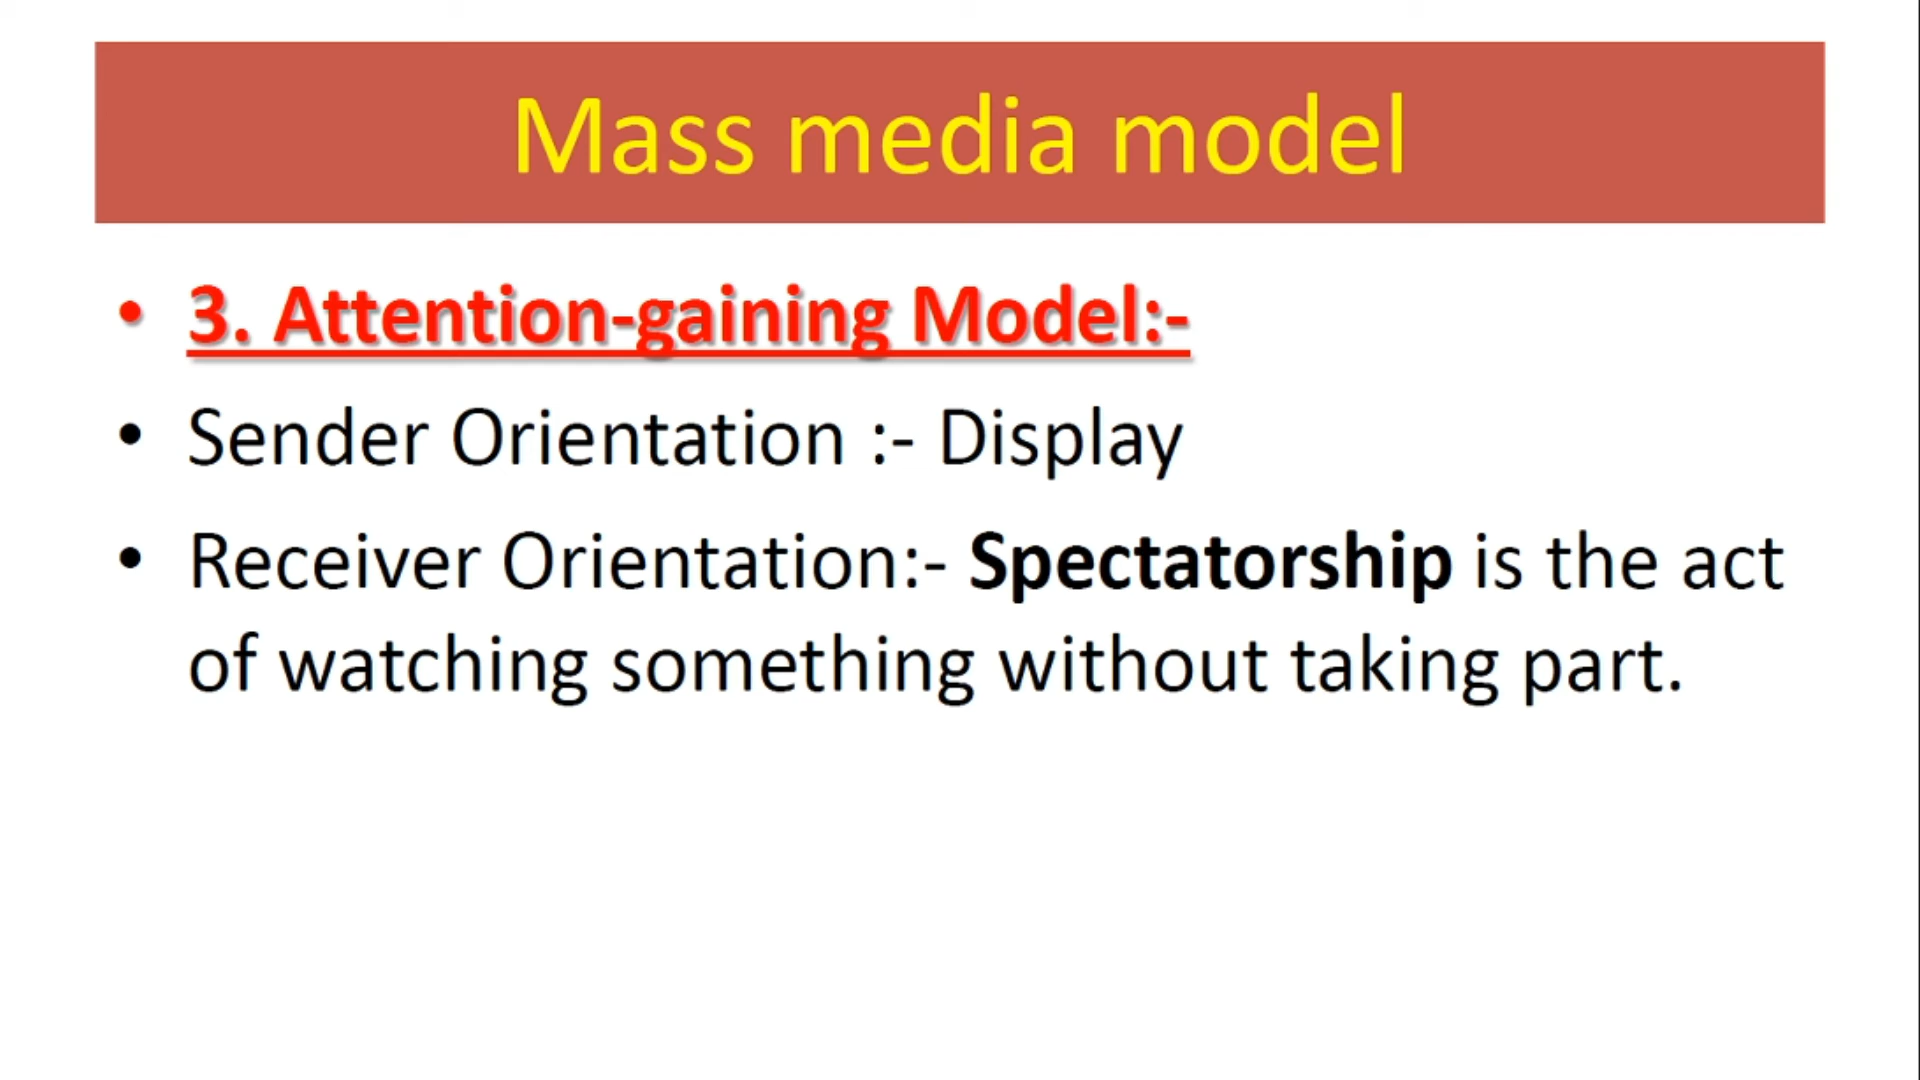 Mass media model
• 3. Attention-gaining Model:-
• Sender Orientation :- Display
• Receiver Orientation:- Spectatorship is the act
of watching something without taking part.